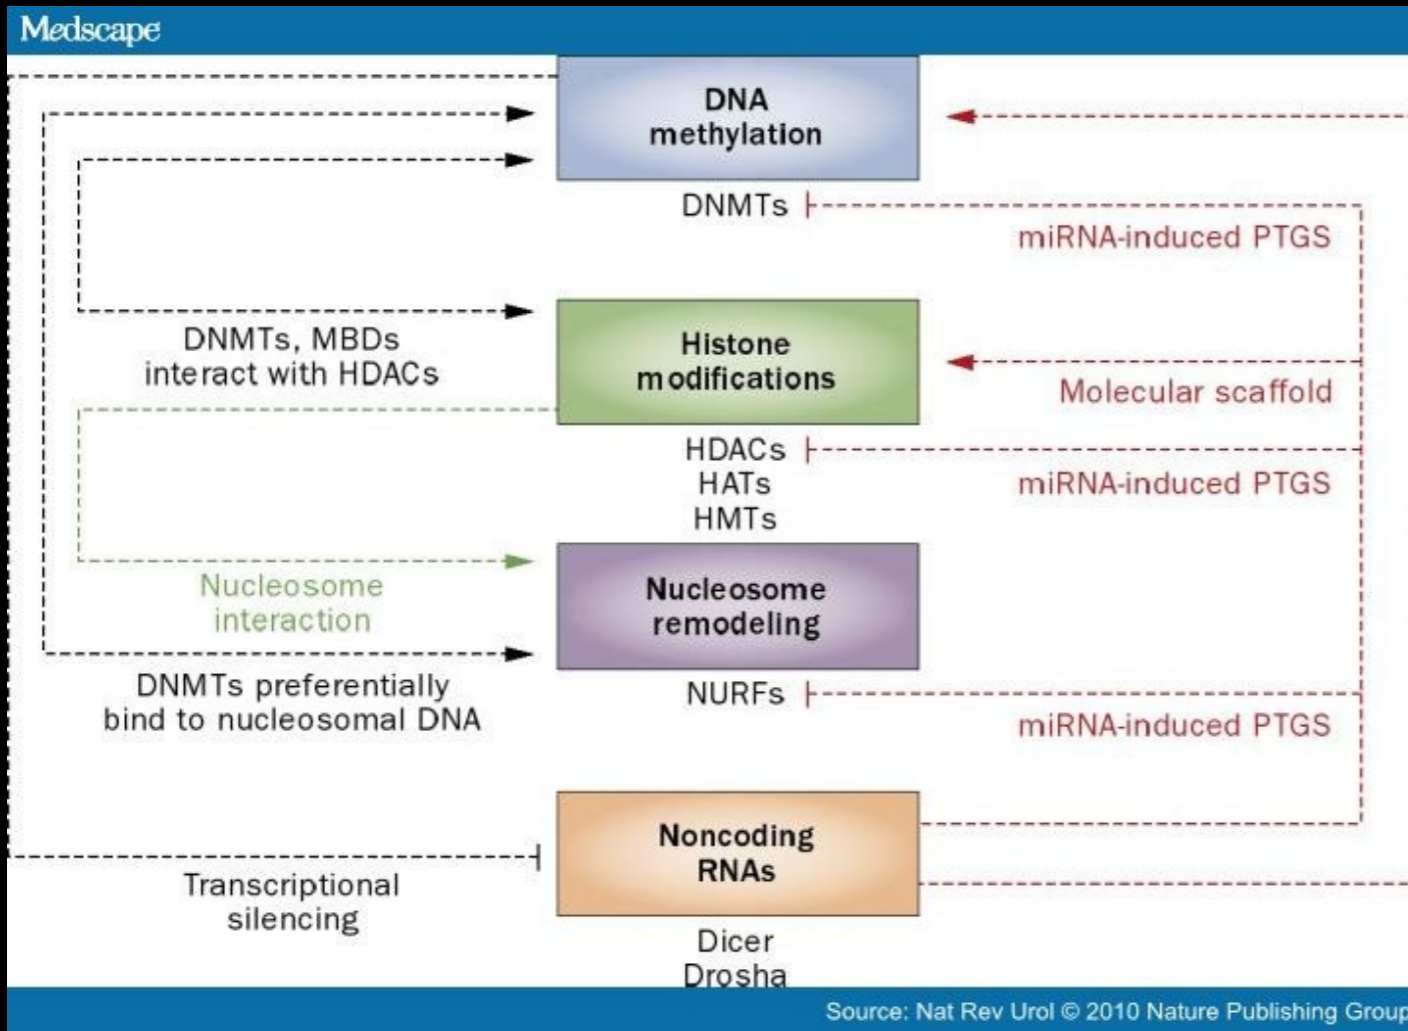 Medscape
DNA
methylation
DNMTs
miRNA-induced PTGS
DNMTs, MBDs
interact with HDACs
Histone
modifications
Molecular scaffold
HDACs
HATs
HMTs
miRNA-induced PTGS
Nucleosome
interaction
Nucleosome
remodeling
DNMTs preferentially
bind to nucleosomal DNA
NURFs
miRNA-induced PTGS
Noncoding
RNAs
Transcriptional
silencing
Dicer
Drosha
Source: Nat Rev Urol © 2010 Nature Publishing Group